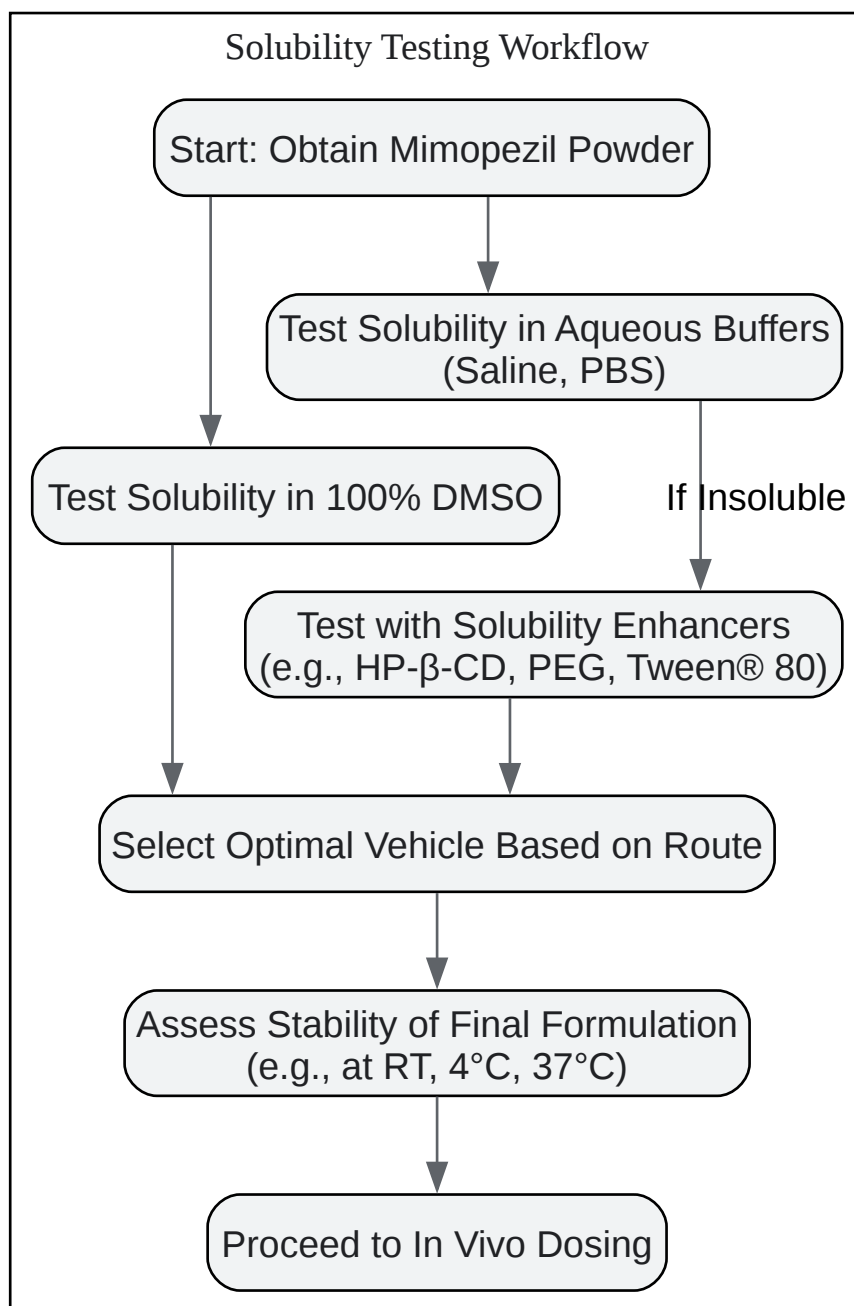 Solubility Testing Workflow
Start: Obtain Mimopezil Powder
Test Solubility in Aqueous Buffers
(Saline, PBS)
Test Solubility in 100% DMSO
If Insoluble
Test with Solubility Enhancers
(e.g., HP-β-CD, PEG, Tween® 80)
Select Optimal Vehicle Based on Route
Assess Stability of Final Formulation
(e.g., at RT, 4°C, 37°C)
Proceed to In Vivo Dosing